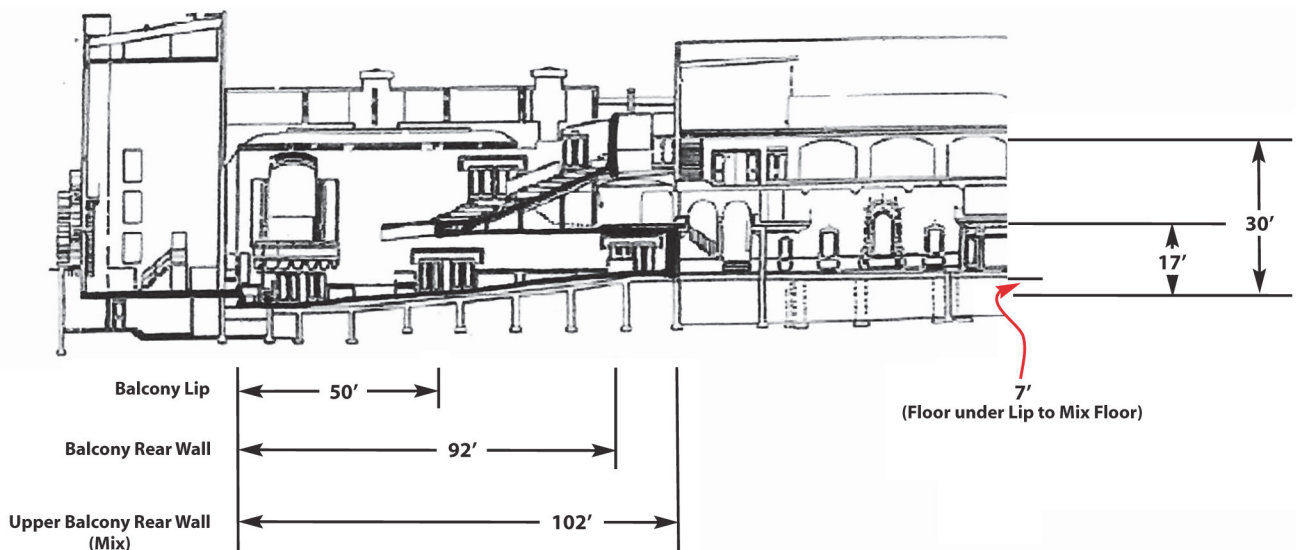 30’
17’
7’
(Floor under Lip to Mix Floor)
Balcony Lip
50’
Balcony Rear Wall
92’
Upper Balcony Rear Wall
(Mix)
102’